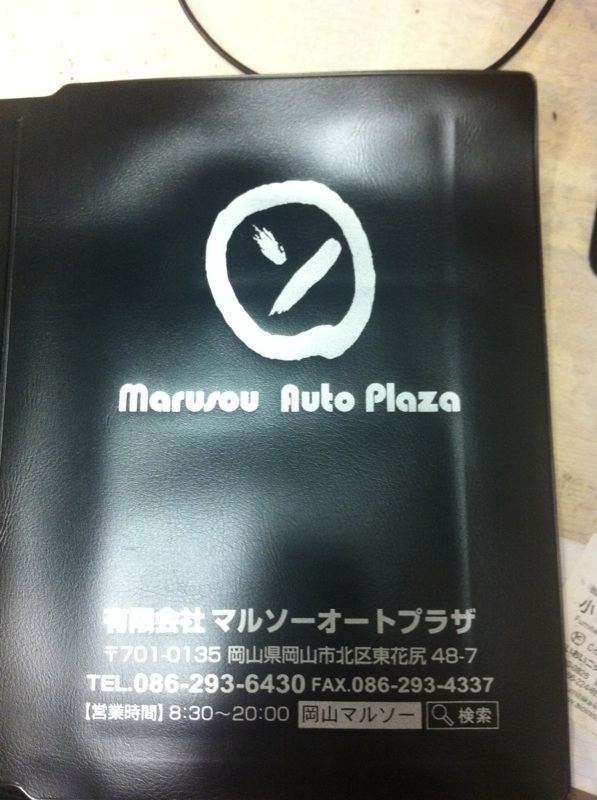 ソ
Marusou Auto Plaza
有限会社 マルソーオートプラザ
〒701-0135 岡山県岡山市北区東花尻 48-7
TEL.086-293-6430 FAX.086-293-4337
【営業時間】8:30〜20:00 岡山マルソー 検索
小